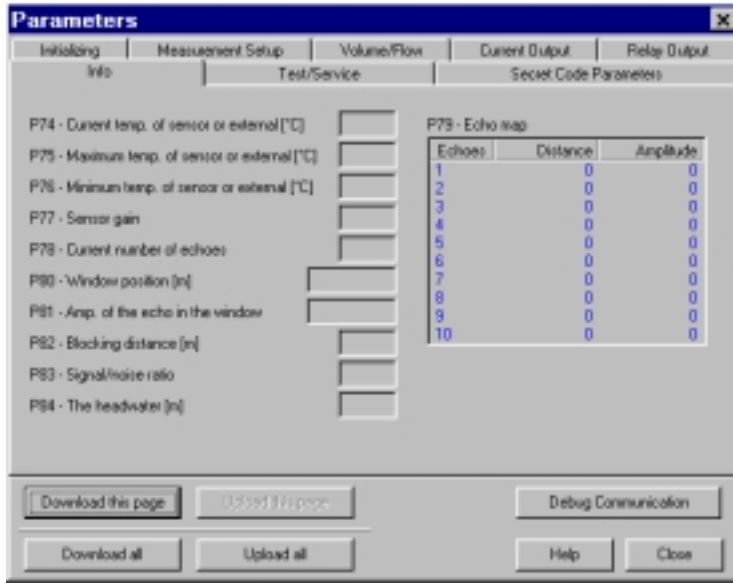 Parameters
Initializing Measurement Setup Volume/Flow Current Output Relay Output
Info Test/Service Secret Code Parameters
P74 - Current temp. of sensor or external [°C]
P75 - Maximum temp. of sensor or external [°C]
P76 - Minimum temp. of sensor or external [°C]
P77 - Sensor gain
P78 - Current number of echoes
P80 - Window position [m]
P81 - Amp. of the echo in the window
P82 - Blocking distance [m]
P83 - Signal/noise ratio
P84 - The headwater [m]
P79 - Echo map
Echoes Distance Amplitude
1 0 0
2 0 0
3 0 0
4 0 0
5 0 0
6 0 0
7 0 0
8 0 0
9 0 0
10 0 0
Download this page Upload this page Debug Communication
Download all Upload all Help Close